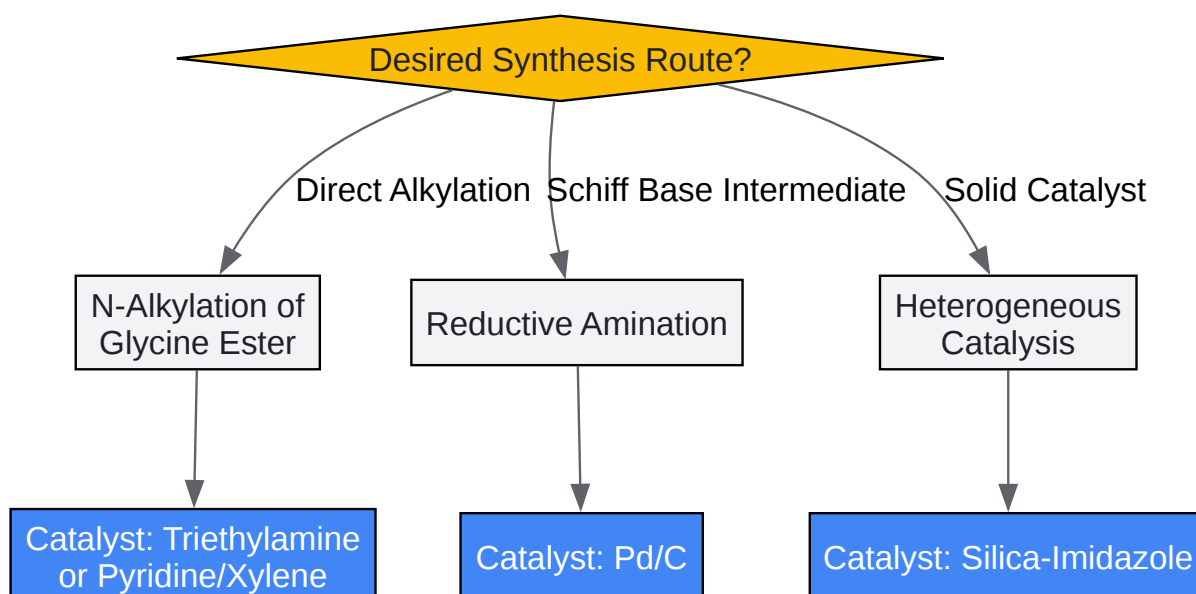 Desired Synthesis Route?
Direct Alkylation
Schiff Base Intermediate
Solid Catalyst
N-Alkylation of
Glycine Ester
Reductive Amination
Heterogeneous
Catalysis
Catalyst: Triethylamine
or Pyridine/Xylene
Catalyst: Pd/C
Catalyst: Silica-Imidazole